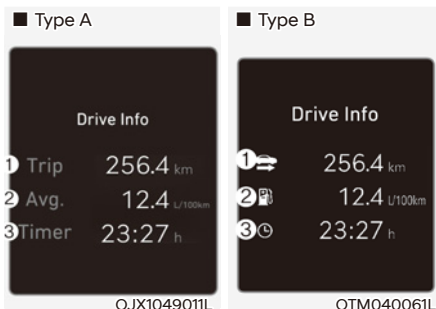 ■ Type A
Drive Info
1 Trip 256.4 km
2 Avg. 12.4 L/100km
3 Timer 23:27 h
OJX1049011L
■ Type B
Drive Info
1 256.4 km
2 12.4 L/100km
3 23:27 h
OTM040061L